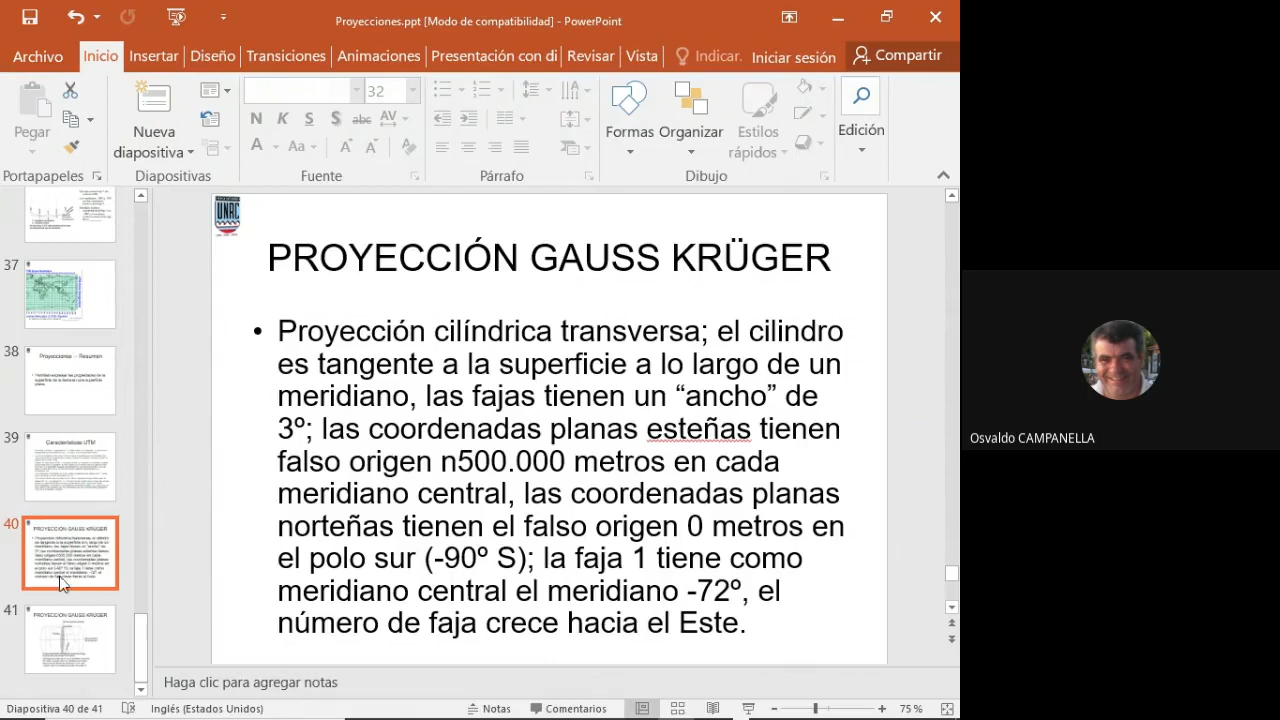 Proyecciones.ppt [Modo de compatibilidad] - PowerPoint
Archivo Inicio Insertar Diseño Transiciones Animaciones Presentación con di Revisar Vista Indicar. Iniciar sesión Compartir
32
Pegar Nueva diapositiva
N K S S abc AV
A Aa A A
Formas Organizar Estilos rápidos Edición
Portapapeles Diapositivas Fuente Párrafo Dibujo
37
38
Proyecciones - Resumen
39
Características UTM
40
PROYECCIÓN GAUSS KRÜGER
41
PROYECCIÓN GAUSS KRÜGER
UNRC
PROYECCIÓN GAUSS KRÜGER
• Proyección cilíndrica transversa; el cilindro
es tangente a la superficie a lo largo de un
meridiano, las fajas tienen un “ancho” de
3º; las coordenadas planas esteñas tienen
falso origen n500.000 metros en cada
meridiano central, las coordenadas planas
norteñas tienen el falso origen 0 metros en
el polo sur (-90º S); la faja 1 tiene como
meridiano central el meridiano -72º, el
número de faja crece hacia el Este.
Haga clic para agregar notas
Diapositiva 40 de 41 Inglés (Estados Unidos) Notas Comentarios 75 %
Osvaldo CAMPANELLA